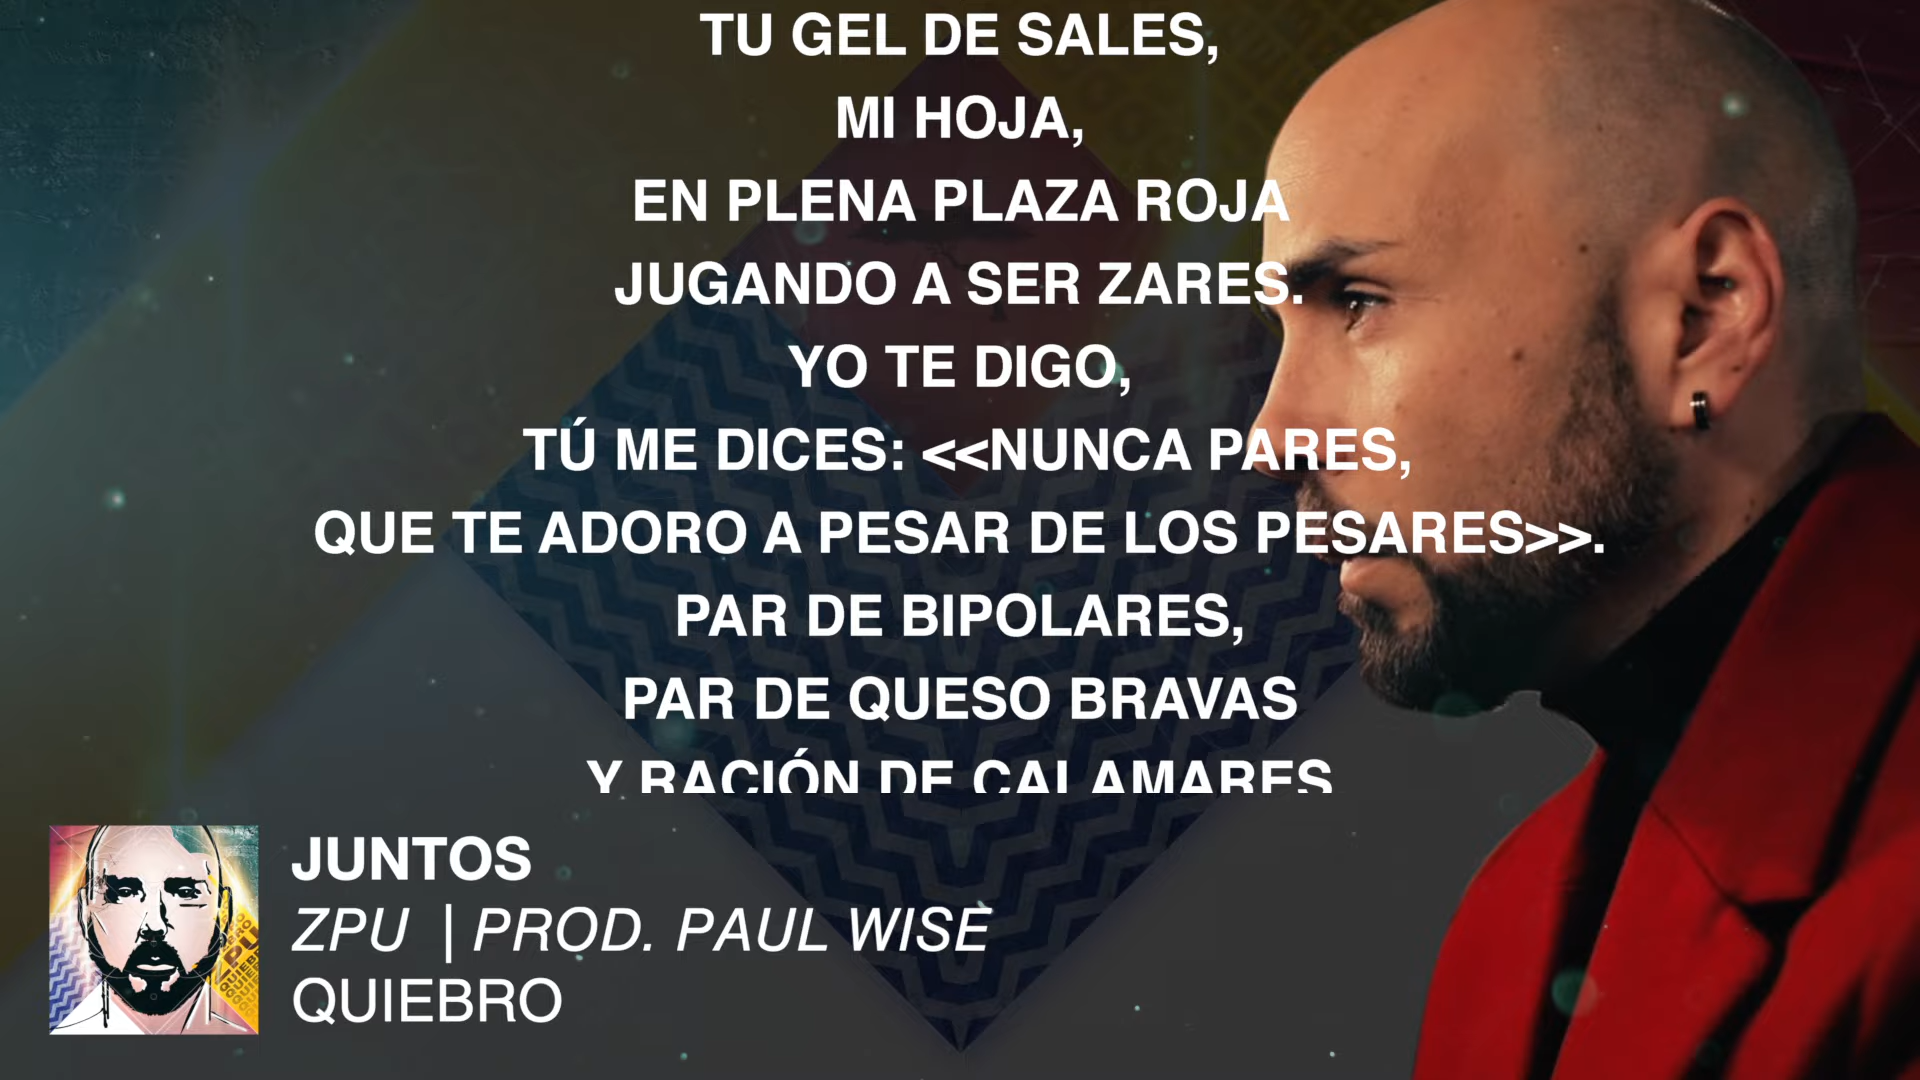 TU GEL DE SALES,
MI HOJA,
EN PLENA PLAZA ROJA
JUGANDO A SER ZARES.
YO TE DIGO,
TÚ ME DICES: <<NUNCA PARES,
QUE TE ADORO A PESAR DE LOS PESARES>>.
PAR DE BIPOLARES,
PAR DE QUESO BRAVAS
Y RACIÓN DE CALAMARES
JUNTOS
ZPU | PROD. PAUL WISE
QUIEBRO